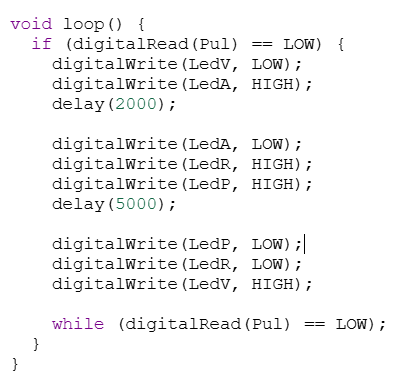 void loop() {
  if (digitalRead(Pul) == LOW) {
    digitalWrite(LedV, LOW);
    digitalWrite(LedA, HIGH);
    delay(2000);

    digitalWrite(LedA, LOW);
    digitalWrite(LedR, HIGH);
    digitalWrite(LedP, HIGH);
    delay(5000);

    digitalWrite(LedP, LOW);
    digitalWrite(LedR, LOW);
    digitalWrite(LedV, HIGH);

    while (digitalRead(Pul) == LOW);
  }
}